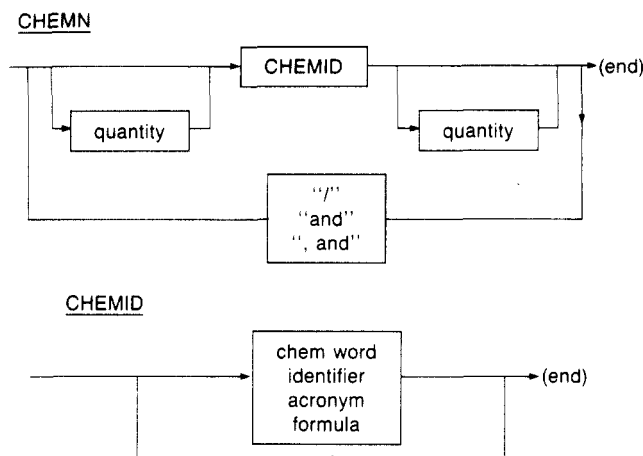 CHEMN
CHEMID
(end)
quantity
quantity
“/”
“and”
“, and”
CHEMID
chem word
identifier
acronym
formula
(end)